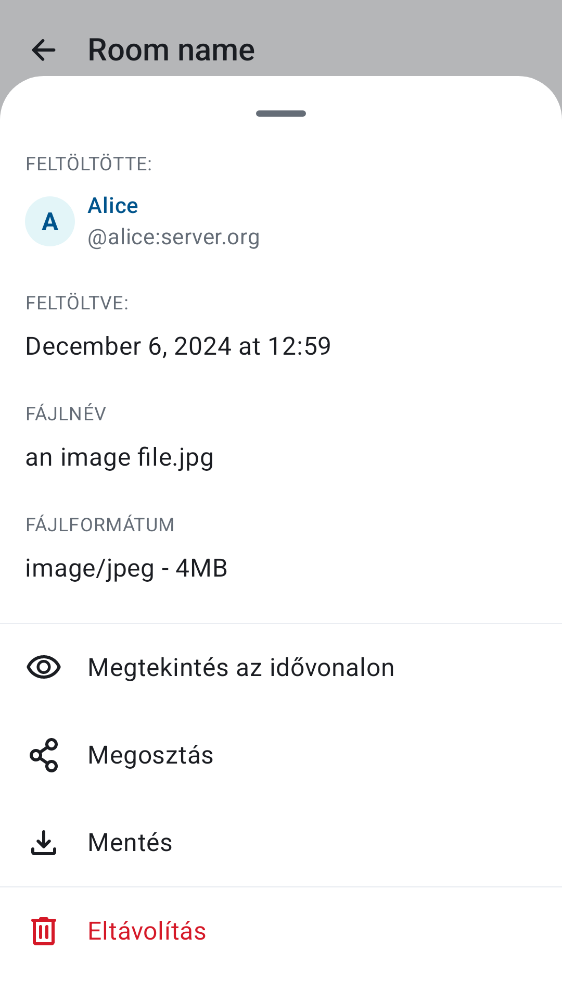 Room name
FELTÖLTÖTTE:
A
Alice
@alice:server.org
FELTÖLTVE:
December 6, 2024 at 12:59
FÁJLNÉV
an image file.jpg
FÁJLFORMÁTUM
image/jpeg - 4MB
Megtekintés az idővonalon
Megosztás
Mentés
Eltávolítás